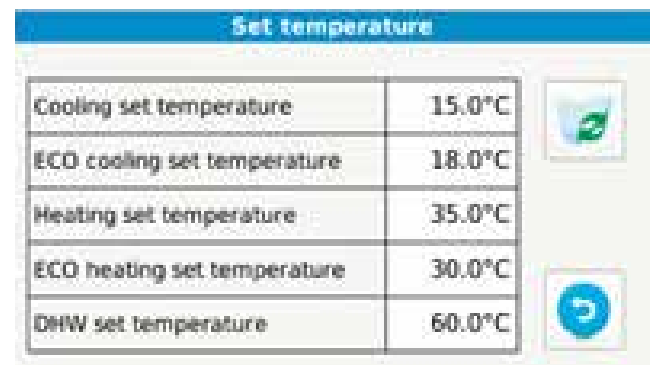 Set temperature
Cooling set temperature 15.0°C
ECO cooling set temperature 18.0°C
Heating set temperature 35.0°C
ECO heating set temperature 30.0°C
DHW set temperature 60.0°C